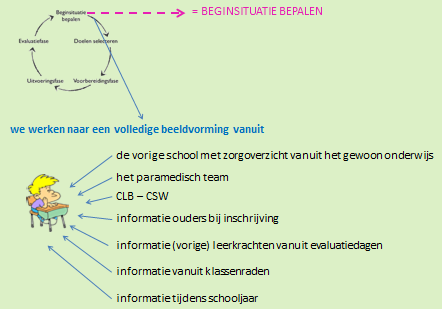 Beginsituatie
bepalen
= BEGINSITUATIE BEPALEN
Evaluatiefase
Doelen selecteren
Uitvoeringsfase
Voorbereidingsfase
we werken naar een volledige beeldvorming vanuit
de vorige school met zorgoverzicht vanuit het gewoon onderwijs
het paramedisch team
CLB – CSW
informatie ouders bij inschrijving
informatie (vorige) leerkrachten vanuit evaluatiedagen
informatie vanuit klassenraden
informatie tijdens schooljaar